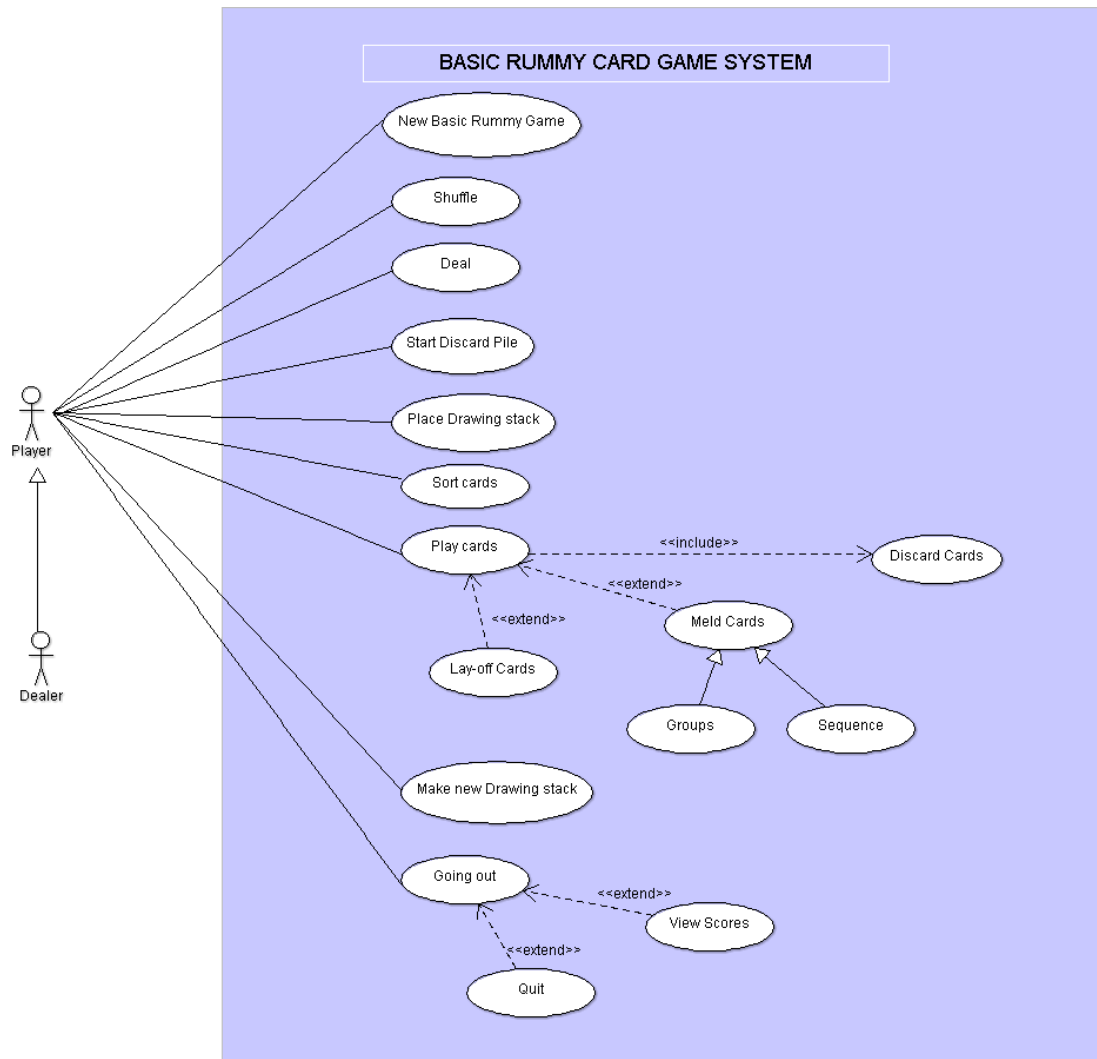 BASIC RUMMY CARD GAME SYSTEM
New Basic Rummy Game
Shuffle
Deal
Start Discard Pile
Place Drawing stack
Player
Sort cards
Play cards
<<include>>
Discard Cards
<<extend>>
<<extend>>
Meld Cards
Lay-off Cards
Dealer
Groups
Sequence
Make new Drawing stack
Going out
<<extend>>
View Scores
<<extend>>
Quit